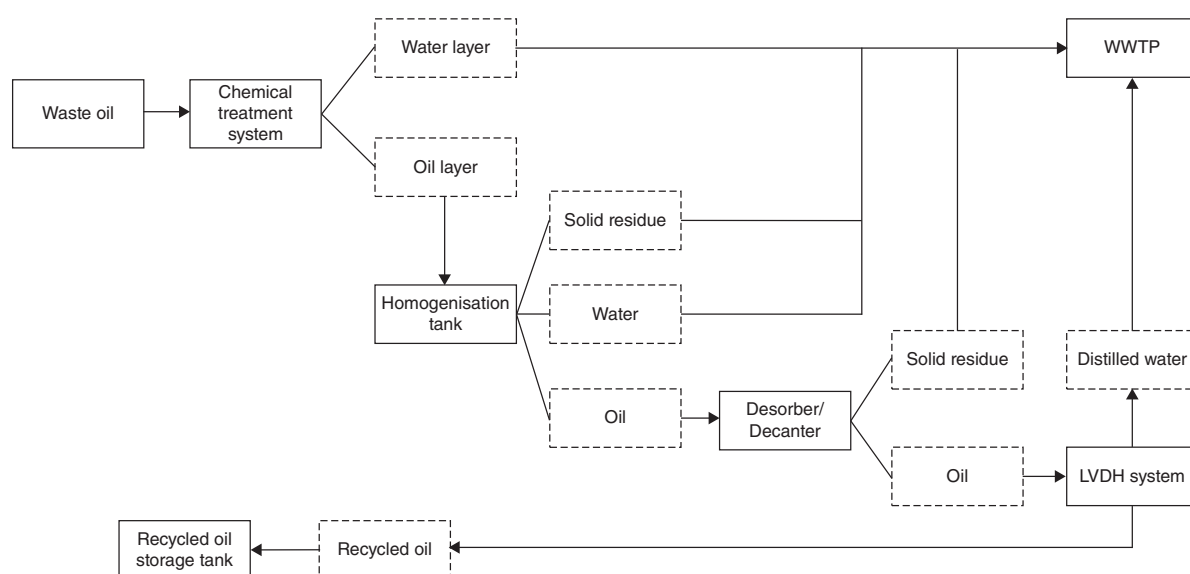 Water layer
WWTP
Waste oil
Chemical
treatment
system
Oil layer
Solid residue
Homogenisation
tank
Water
Solid residue
Distilled water
Oil
Desorber/
Decanter
Oil
LVDH system
Recycled oil
storage tank
Recycled oil